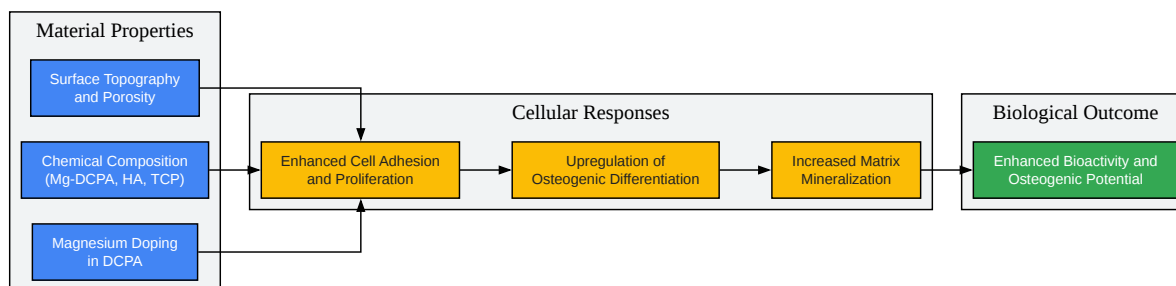 Material Properties
Surface Topography
and Porosity
Chemical Composition
(Mg-DCPA, HA, TCP)
Magnesium Doping
in DCPA
Cellular Responses
Enhanced Cell Adhesion
and Proliferation
Upregulation of
Osteogenic Differentiation
Increased Matrix
Mineralization
Biological Outcome
Enhanced Bioactivity and
Osteogenic Potential